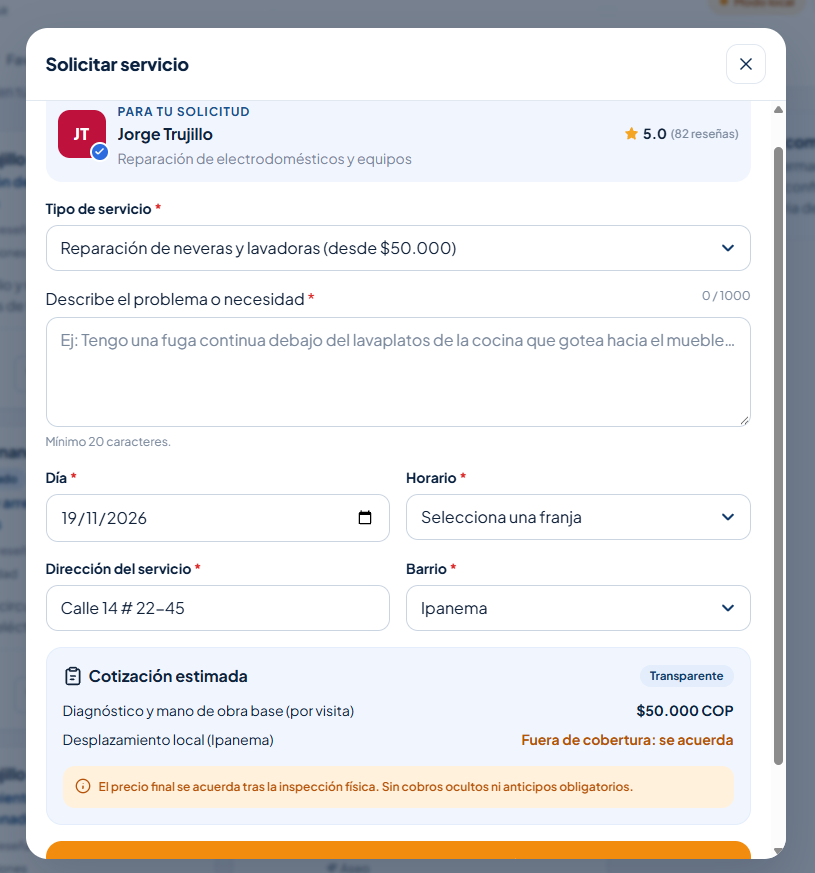 Solicitar servicio
PARA TU SOLICITUD
JT
Jorge Trujillo
5.0 (82 reseñas)
Reparación de electrodomésticos y equipos
Tipo de servicio *
Reparación de neveras y lavadoras (desde $50.000)
Describe el problema o necesidad *
0 / 1000
Ej: Tengo una fuga continua debajo del lavaplatos de la cocina que gotea hacia el mueble…
Mínimo 20 caracteres.
Día *
Horario *
19/11/2026
Selecciona una franja
Dirección del servicio *
Barrio *
Calle 14 # 22-45
Ipanema
Cotización estimada
Transparente
Diagnóstico y mano de obra base (por visita)
$50.000 COP
Desplazamiento local (Ipanema)
Fuera de cobertura: se acuerda
El precio final se acuerda tras la inspección física. Sin cobros ocultos ni anticipos obligatorios.